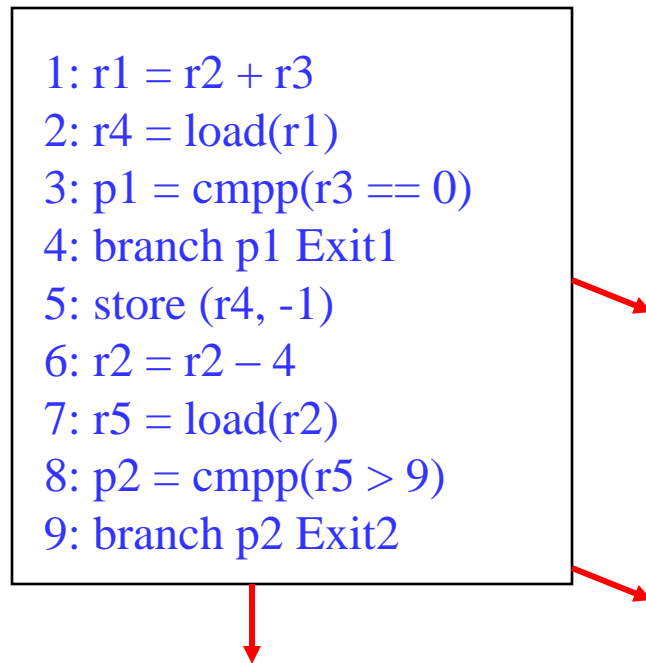 1: r1 = r2 + r3
2: r4 = load(r1)
3: p1 = cmpp(r3 == 0)
4: branch p1 Exit1
5: store (r4, -1)
6: r2 = r2 – 4
7: r5 = load(r2)
8: p2 = cmpp(r5 > 9)
9: branch p2 Exit2